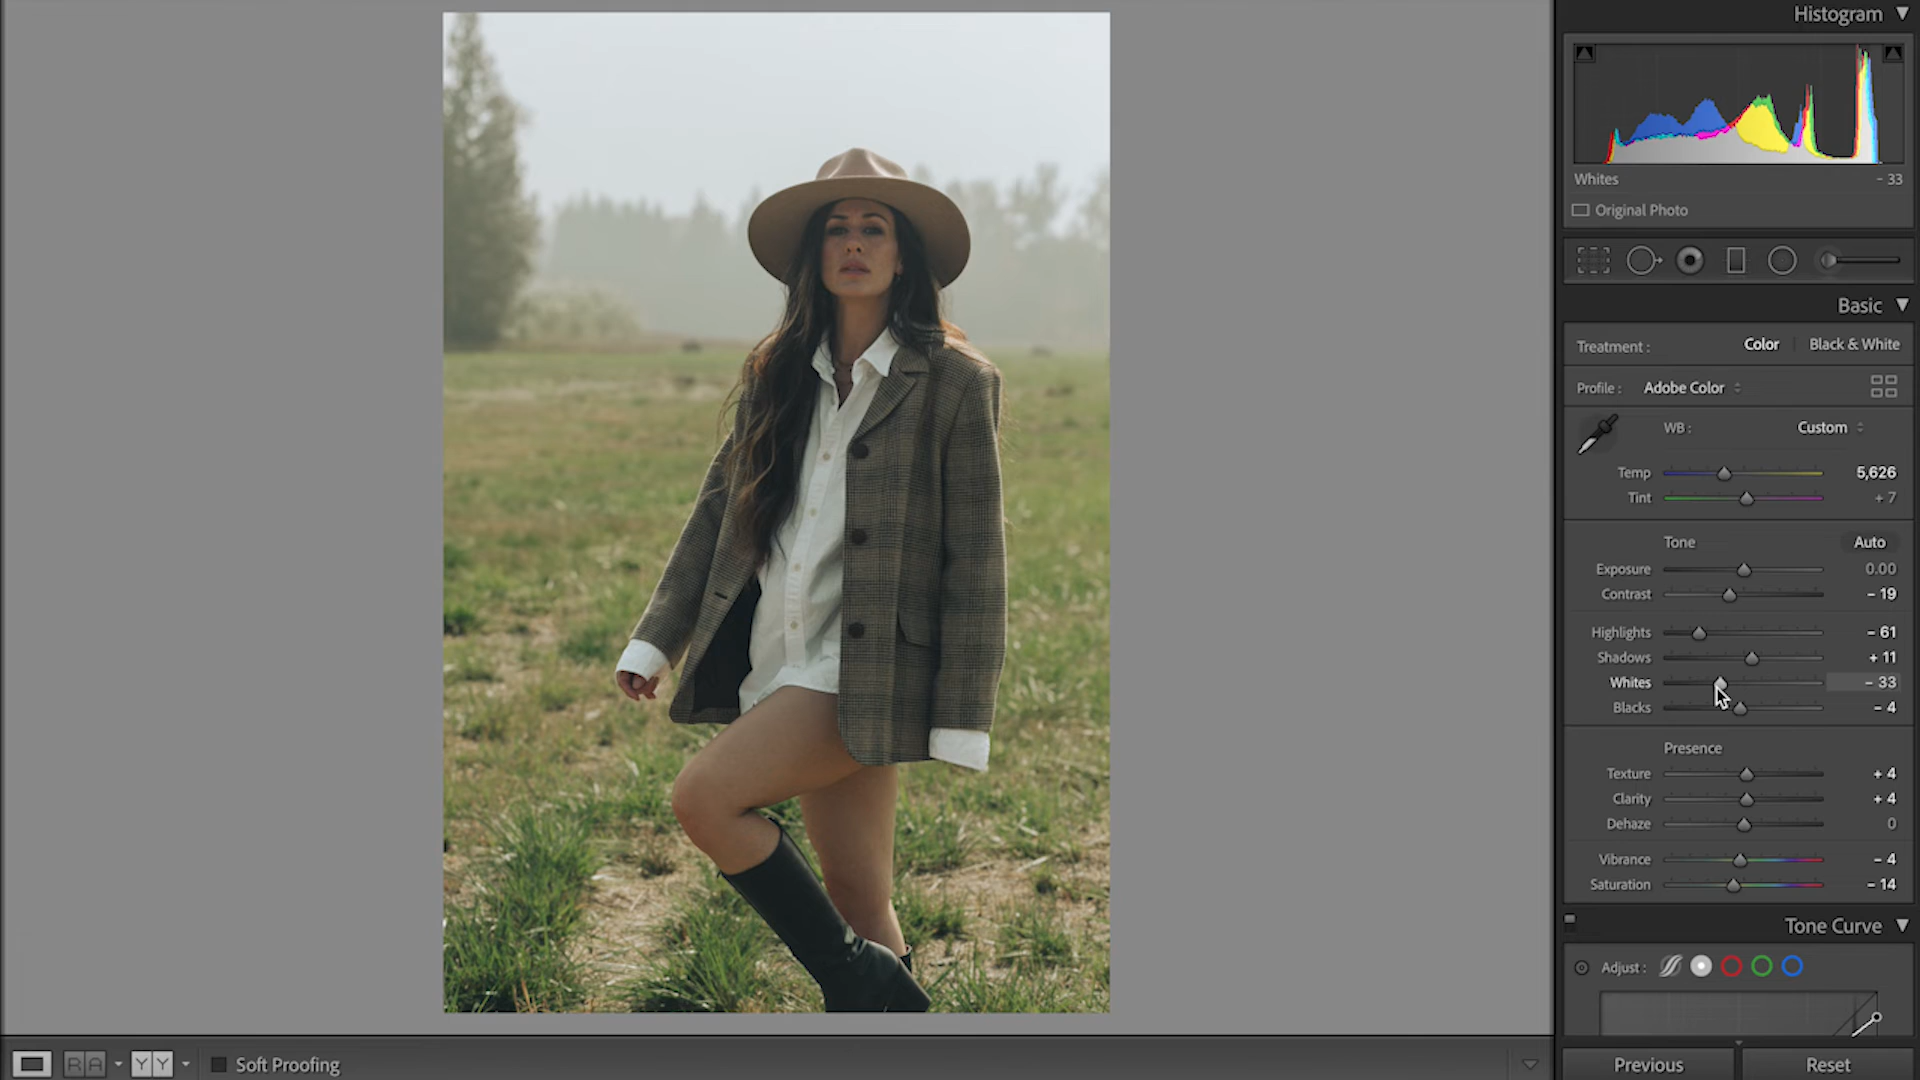 Histogram
Whites - 33
Original Photo
Basic
Treatment : Color Black & White
Profile : Adobe Color
WB : Custom
Temp 5,626
Tint + 7
Tone Auto
Exposure 0.00
Contrast - 19
Highlights - 61
Shadows + 11
Whites - 33
Blacks - 4
Presence
Texture + 4
Clarity + 4
Dehaze 0
Vibrance - 4
Saturation - 14
Tone Curve
Adjust :
R A Y Y Soft Proofing Previous Reset